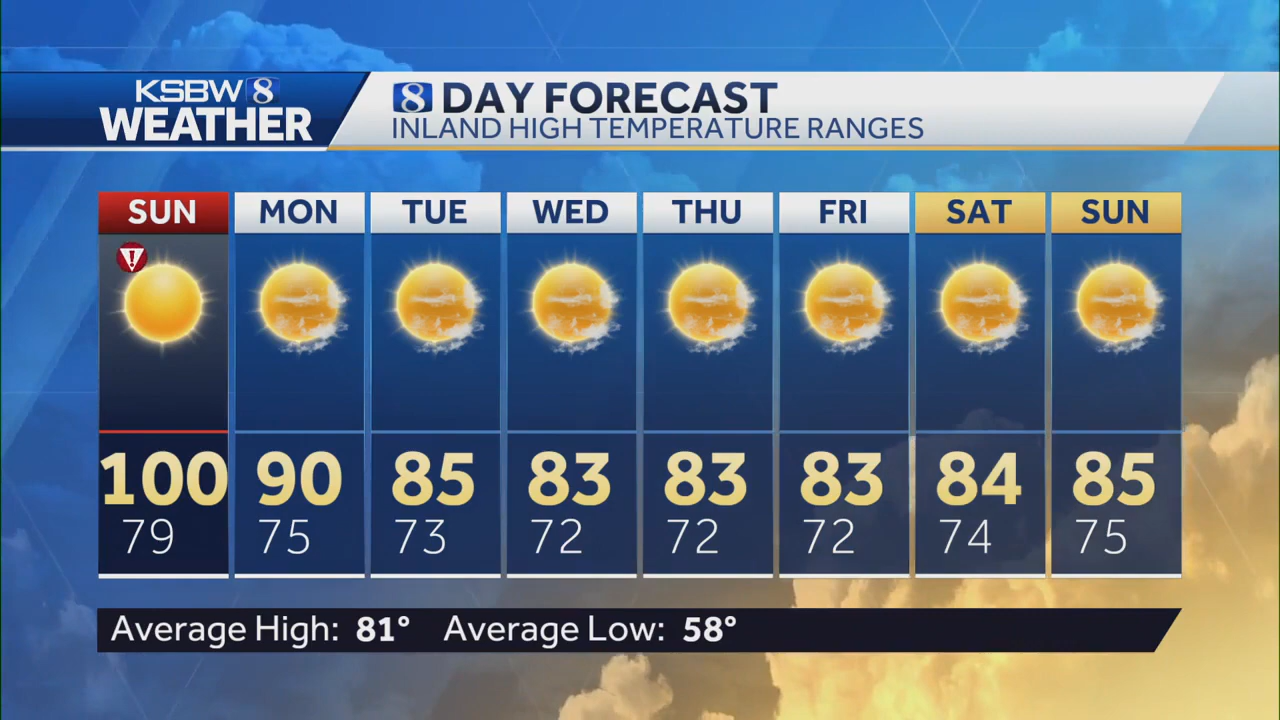 KSBW 8
WEATHER
8 DAY FORECAST
INLAND HIGH TEMPERATURE RANGES
SUN MON TUE WED THU FRI SAT SUN
!
100 90 85 83 83 83 84 85
79 75 73 72 72 72 74 75
Average High: 81° Average Low: 58°